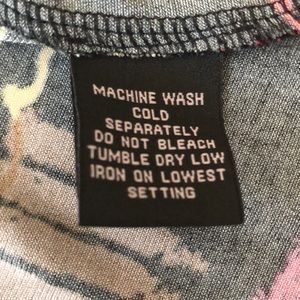 MACHINE WASH
COLD
SEPARATELY
DO NOT BLEACH
TUMBLE DRY LOW
IRON ON LOWEST
SETTING